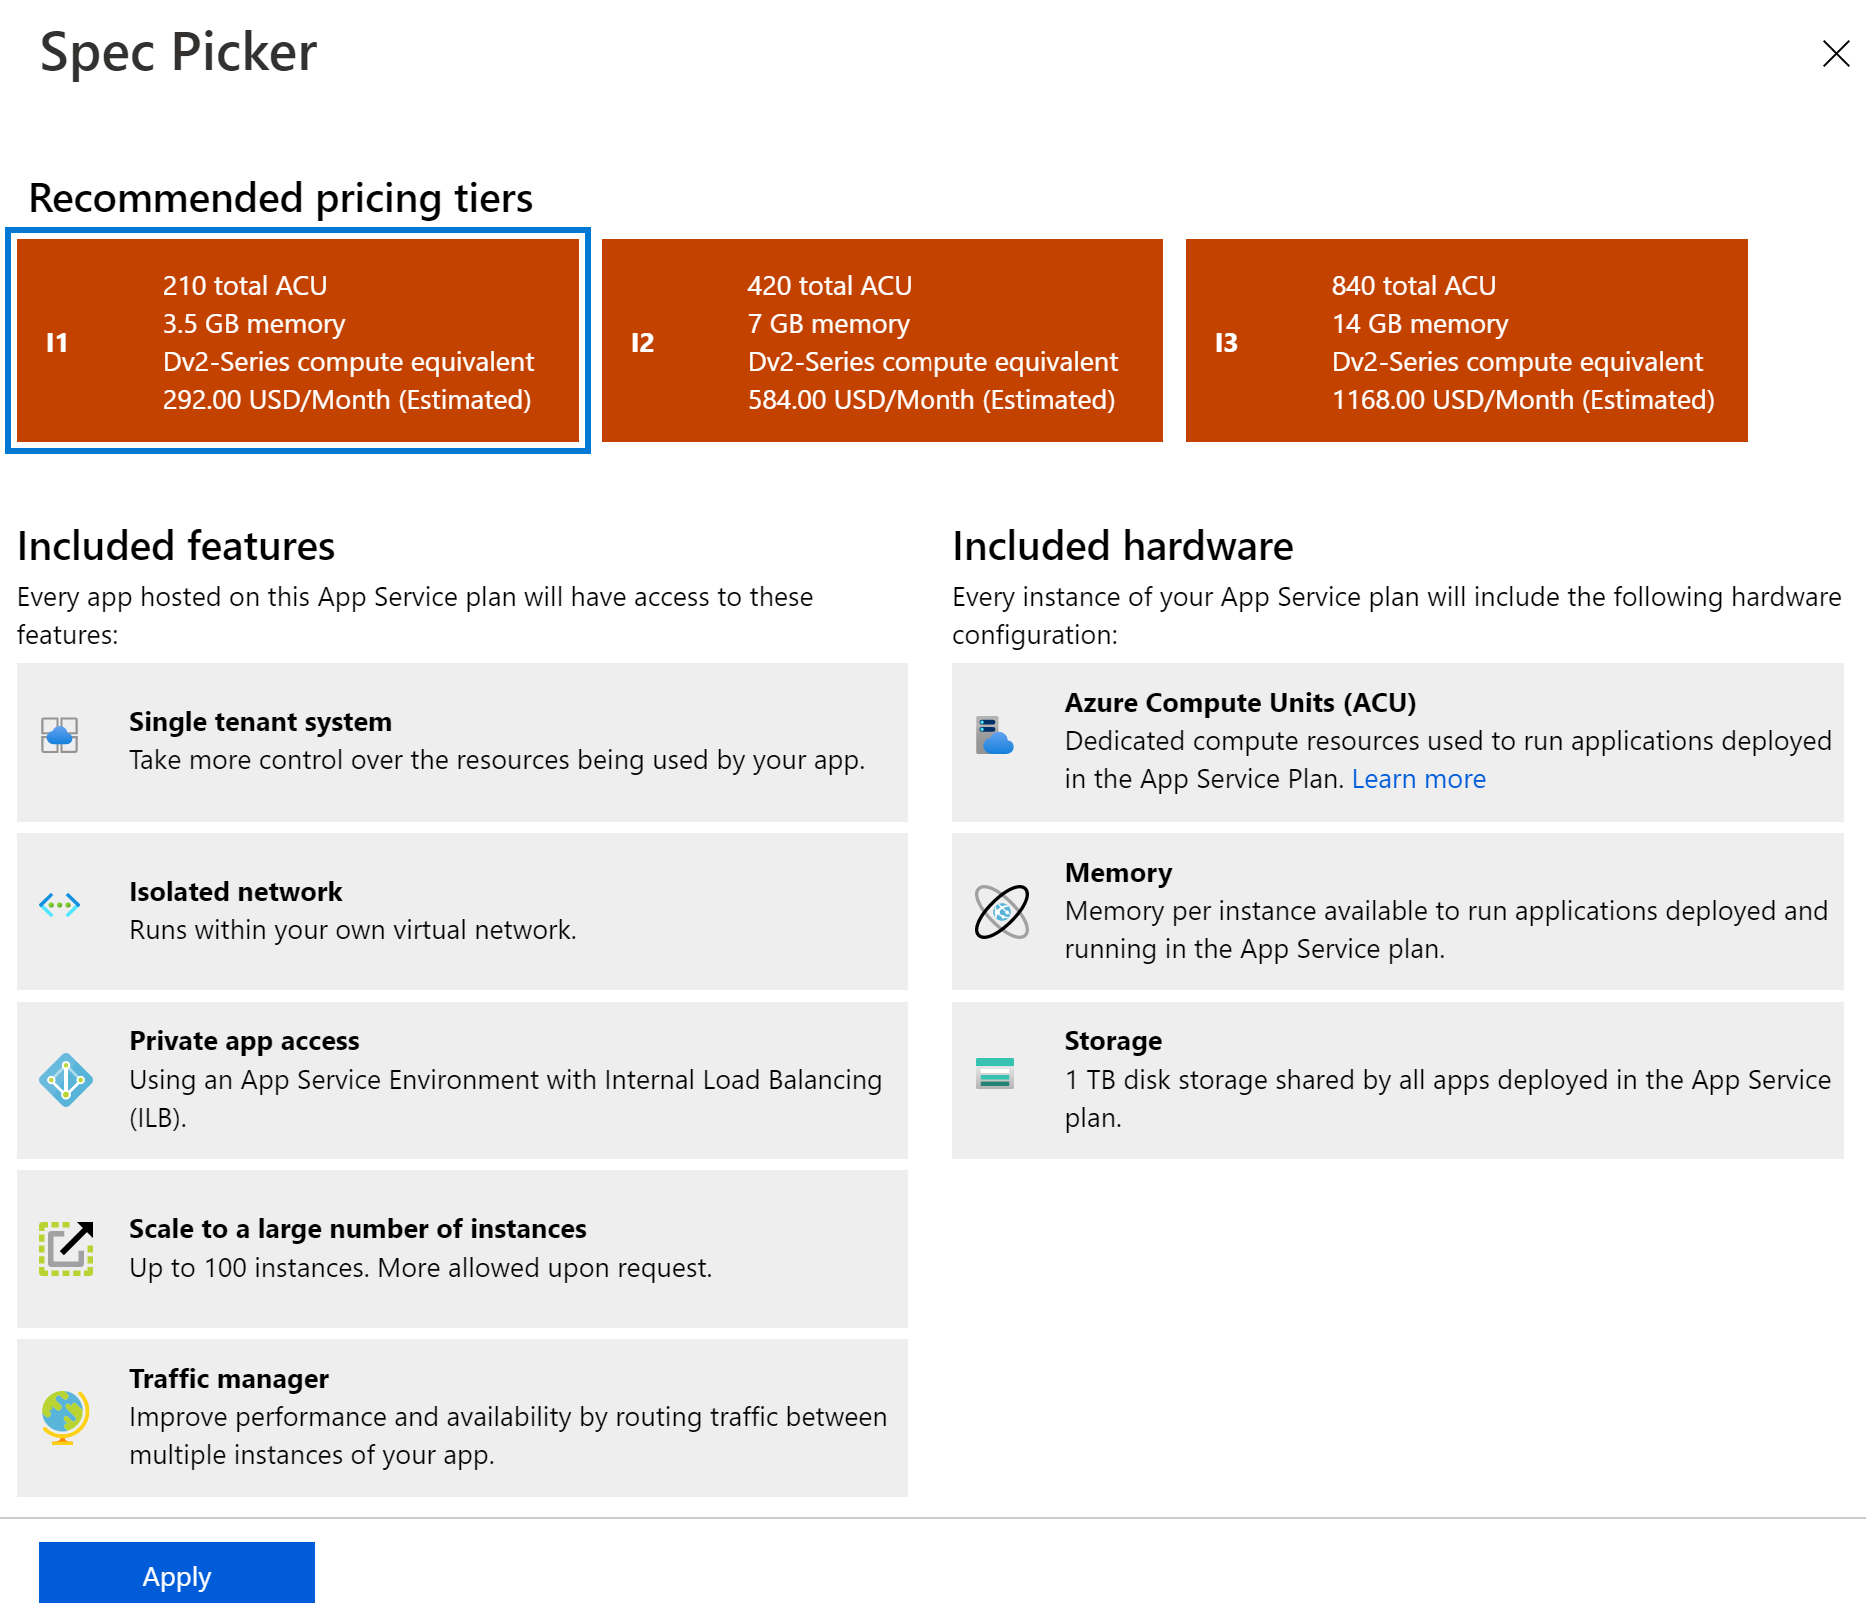 Spec Picker
Recommended pricing tiers
I1
210 total ACU
3.5 GB memory
Dv2-Series compute equivalent
292.00 USD/Month (Estimated)
I2
420 total ACU
7 GB memory
Dv2-Series compute equivalent
584.00 USD/Month (Estimated)
I3
840 total ACU
14 GB memory
Dv2-Series compute equivalent
1168.00 USD/Month (Estimated)
Included features
Every app hosted on this App Service plan will have access to these
features:
Single tenant system
Take more control over the resources being used by your app.
Isolated network
Runs within your own virtual network.
Private app access
Using an App Service Environment with Internal Load Balancing
(ILB).
Scale to a large number of instances
Up to 100 instances. More allowed upon request.
Traffic manager
Improve performance and availability by routing traffic between
multiple instances of your app.
Included hardware
Every instance of your App Service plan will include the following hardware
configuration:
Azure Compute Units (ACU)
Dedicated compute resources used to run applications deployed
in the App Service Plan. Learn more
Memory
Memory per instance available to run applications deployed and
running in the App Service plan.
Storage
1 TB disk storage shared by all apps deployed in the App Service
plan.
Apply